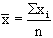 x̅ = Σxᵢ / n